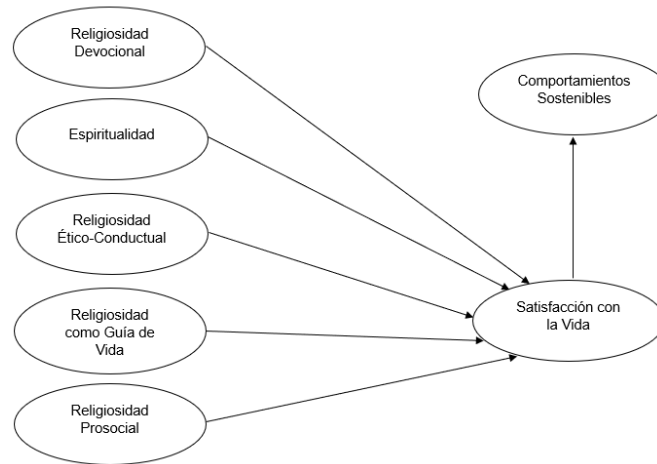 Religiosidad
Devocional
Comportamientos
Sostenibles
Espiritualidad
Religiosidad
Ético-Conductual
Satisfacción con
la Vida
Religiosidad
como Guía de
Vida
Religiosidad
Prosocial